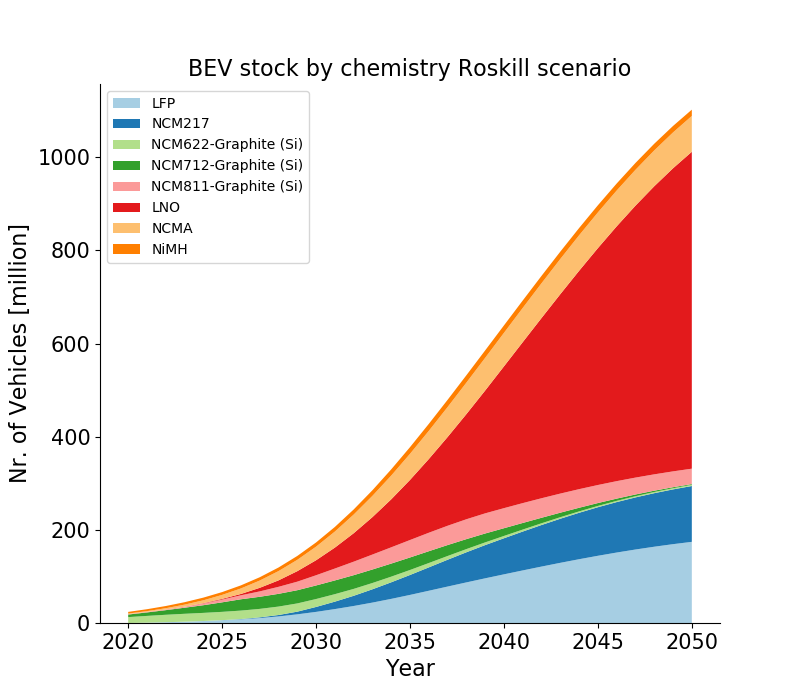 BEV stock by chemistry Roskill scenario
LFP
NCM217
NCM622-Graphite (Si)
NCM712-Graphite (Si)
NCM811-Graphite (Si)
LNO
NCMA
NiMH
Nr. of Vehicles [million]
1000
800
600
400
200
0
2020 2025 2030 2035 2040 2045 2050
Year